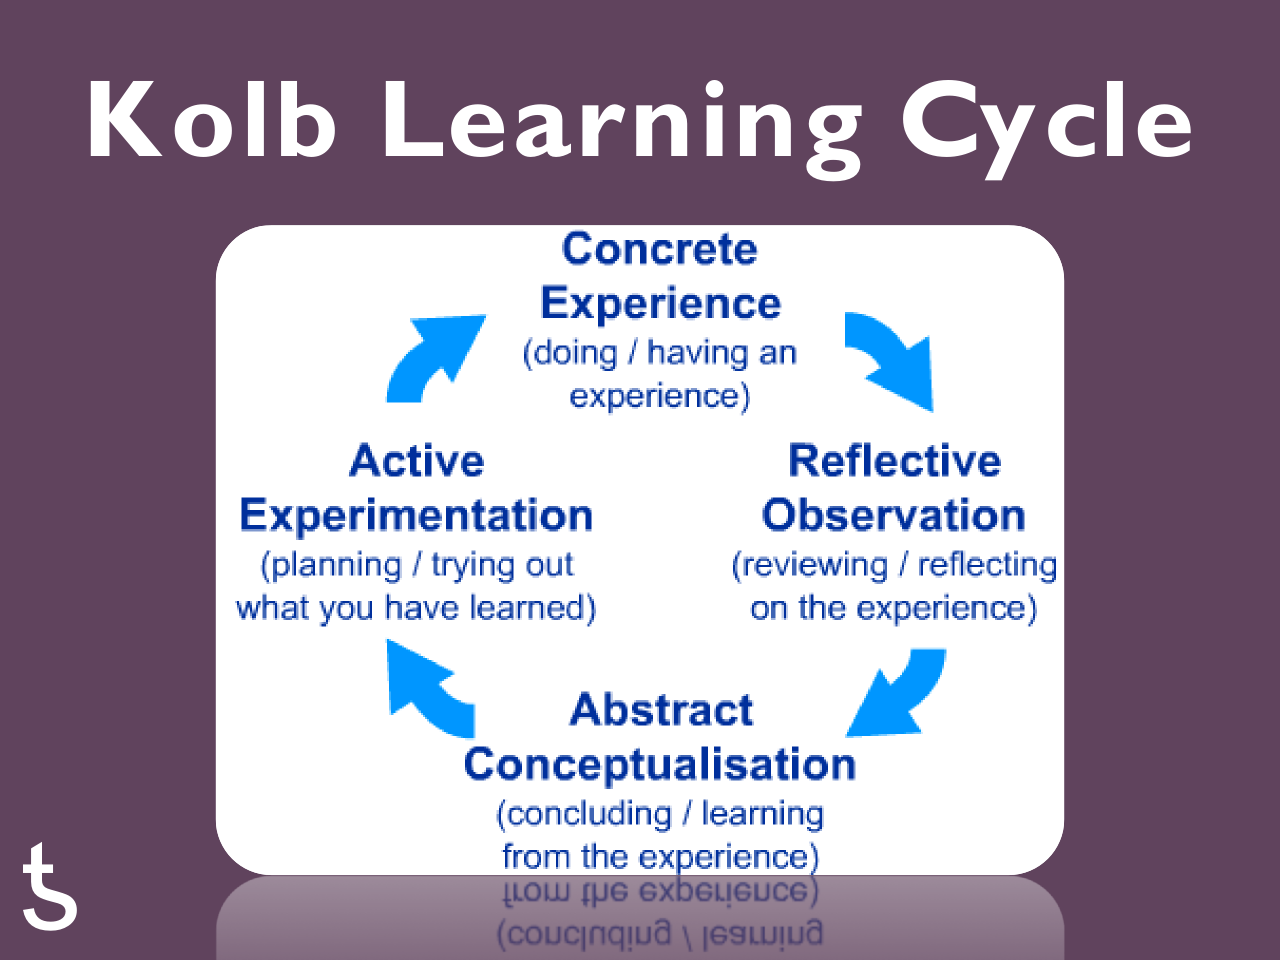 Kolb Learning Cycle
Concrete
Experience
(doing / having an
experience)
Reflective
Observation
(reviewing / reflecting
on the experience)
Abstract
Conceptualisation
(concluding / learning
from the experience)
Active
Experimentation
(planning / trying out
what you have learned)
ts